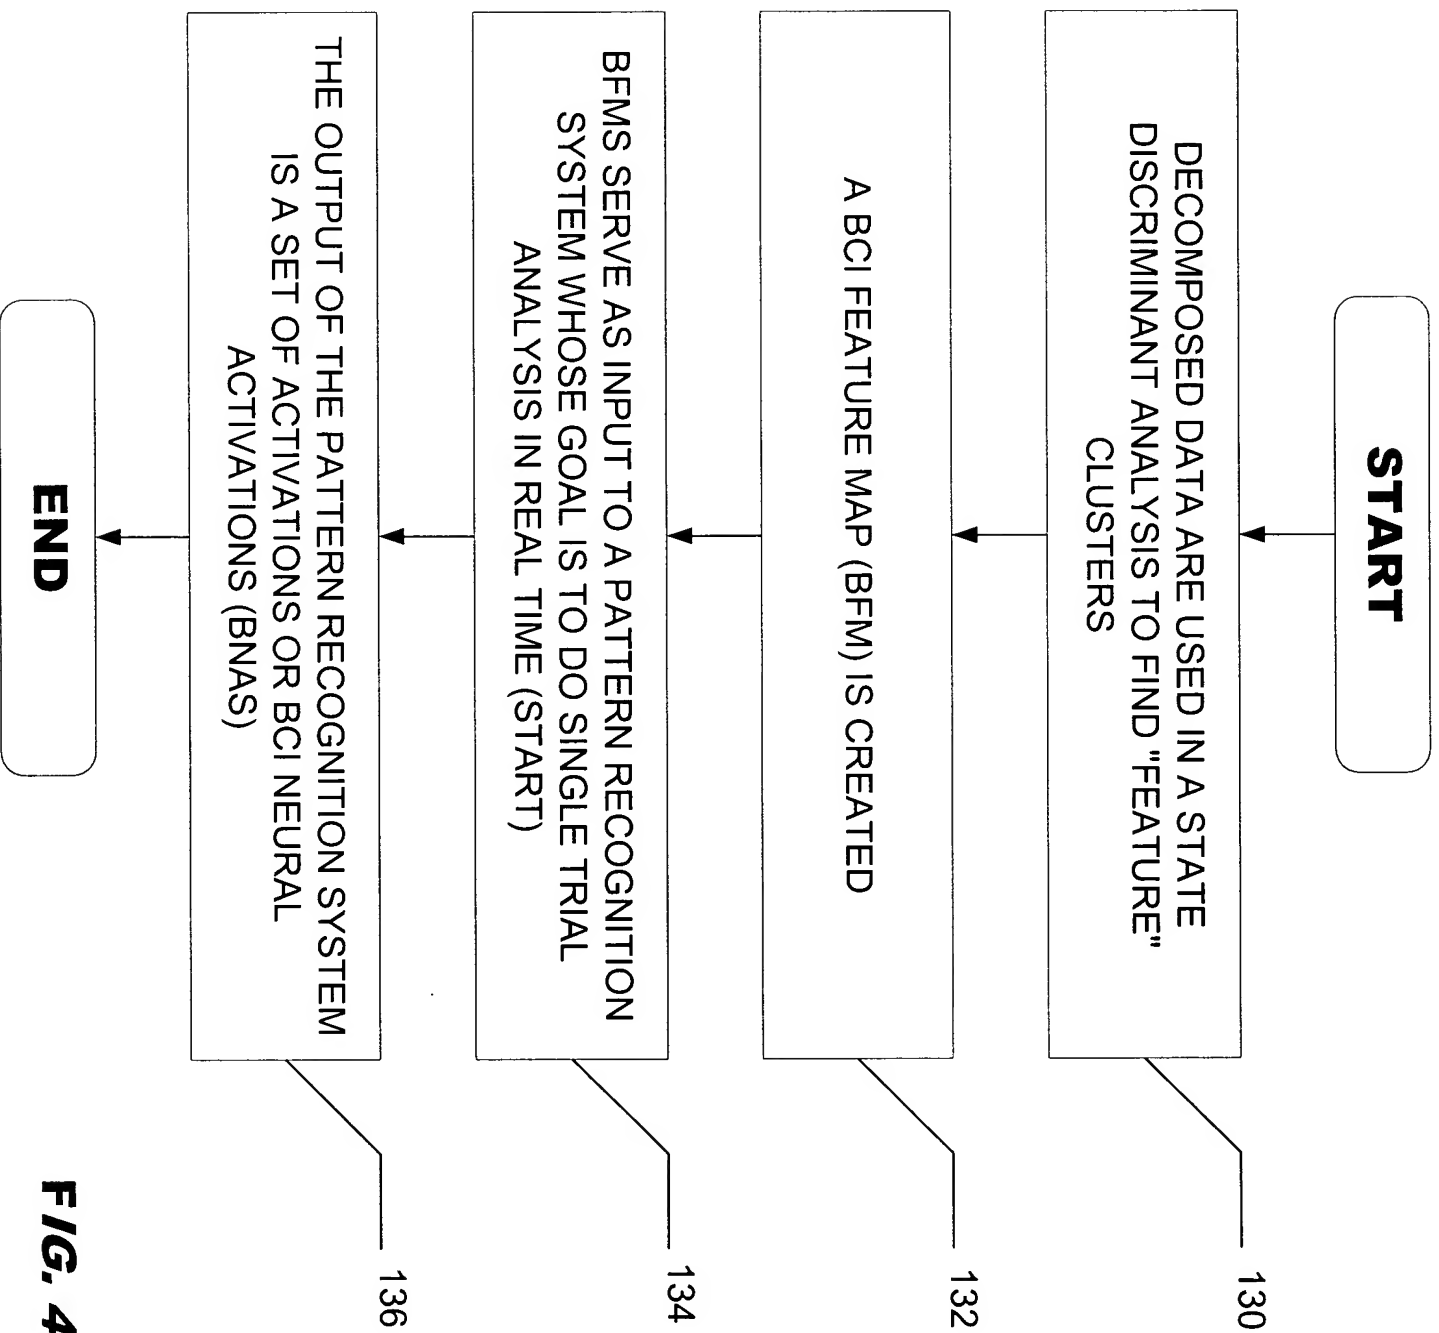 START
DECOMPOSED DATA ARE USED IN A STATE
DISCRIMINANT ANALYSIS TO FIND "FEATURE"
CLUSTERS
130
A BCI FEATURE MAP (BFM) IS CREATED
132
BFMS SERVE AS INPUT TO A PATTERN RECOGNITION
SYSTEM WHOSE GOAL IS TO DO SINGLE TRIAL
ANALYSIS IN REAL TIME (START)
134
THE OUTPUT OF THE PATTERN RECOGNITION SYSTEM
IS A SET OF ACTIVATIONS OR BCI NEURAL
ACTIVATIONS (BNAS)
136
END
FIG. 4